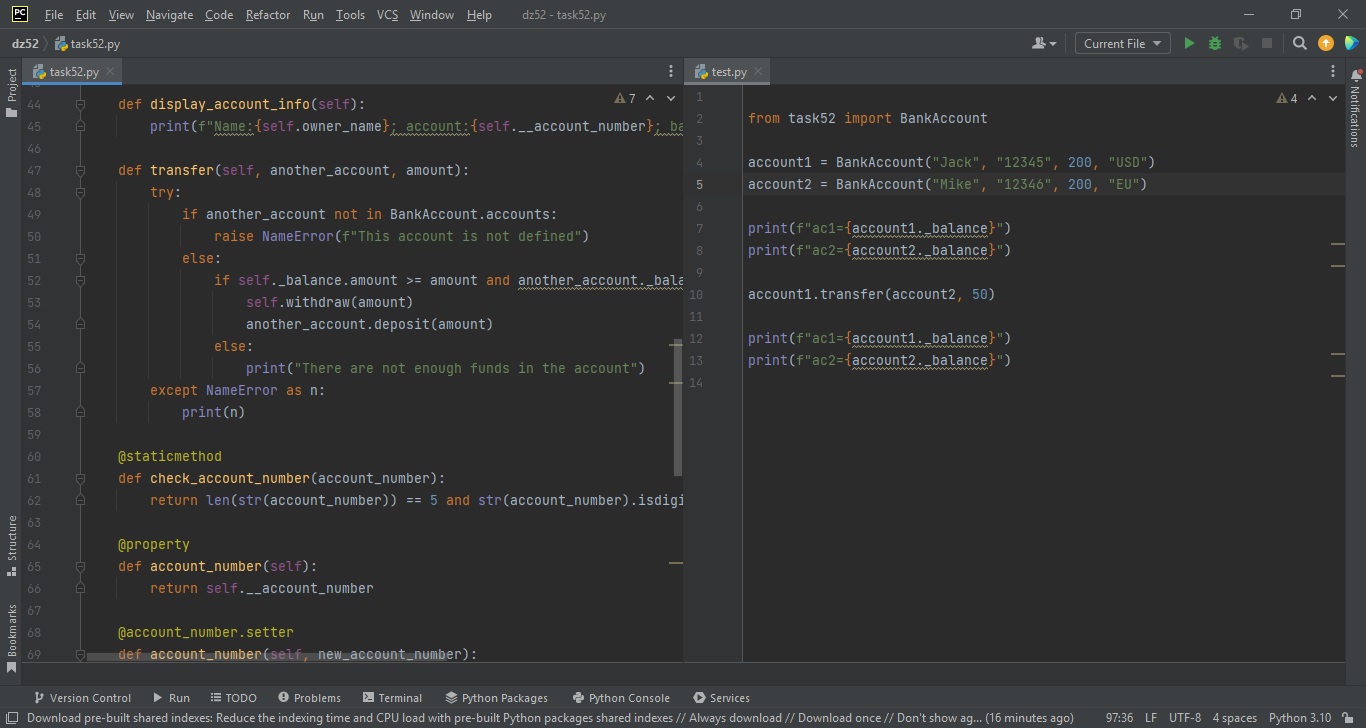 PC File Edit View Navigate Code Refactor Run Tools VCS Window Help dz52 - task52.py
dz52 task52.py Current File
Project
Structure
Bookmarks
task52.py
7
44 def display_account_info(self):
45 print(f"Name:{self.owner_name}; account:{self.__account_number}; ba
46
47 def transfer(self, another_account, amount):
48 try:
49 if another_account not in BankAccount.accounts:
50 raise NameError(f"This account is not defined")
51 else:
52 if self._balance.amount >= amount and another_account._bala
53 self.withdraw(amount)
54 another_account.deposit(amount)
55 else:
56 print("There are not enough funds in the account")
57 except NameError as n:
58 print(n)
59
60 @staticmethod
61 def check_account_number(account_number):
62 return len(str(account_number)) == 5 and str(account_number).isdigi
63
64 @property
65 def account_number(self):
66 return self.__account_number
67
68 @account_number.setter
69 def account_number(self, new_account_number):
test.py
4
1
2 from task52 import BankAccount
3
4 account1 = BankAccount("Jack", "12345", 200, "USD")
5 account2 = BankAccount("Mike", "12346", 200, "EU")
6
7 print(f"ac1={account1._balance}")
8 print(f"ac2={account2._balance}")
9
10 account1.transfer(account2, 50)
11
12 print(f"ac1={account1._balance}")
13 print(f"ac2={account2._balance}")
14
Notifications
Version Control Run TODO Problems Terminal Python Packages Python Console Services
Download pre-built shared indexes: Reduce the indexing time and CPU load with pre-built Python packages shared indexes // Always download // Download once // Don't show ag... (16 minutes ago) 97:36 LF UTF-8 4 spaces Python 3.10